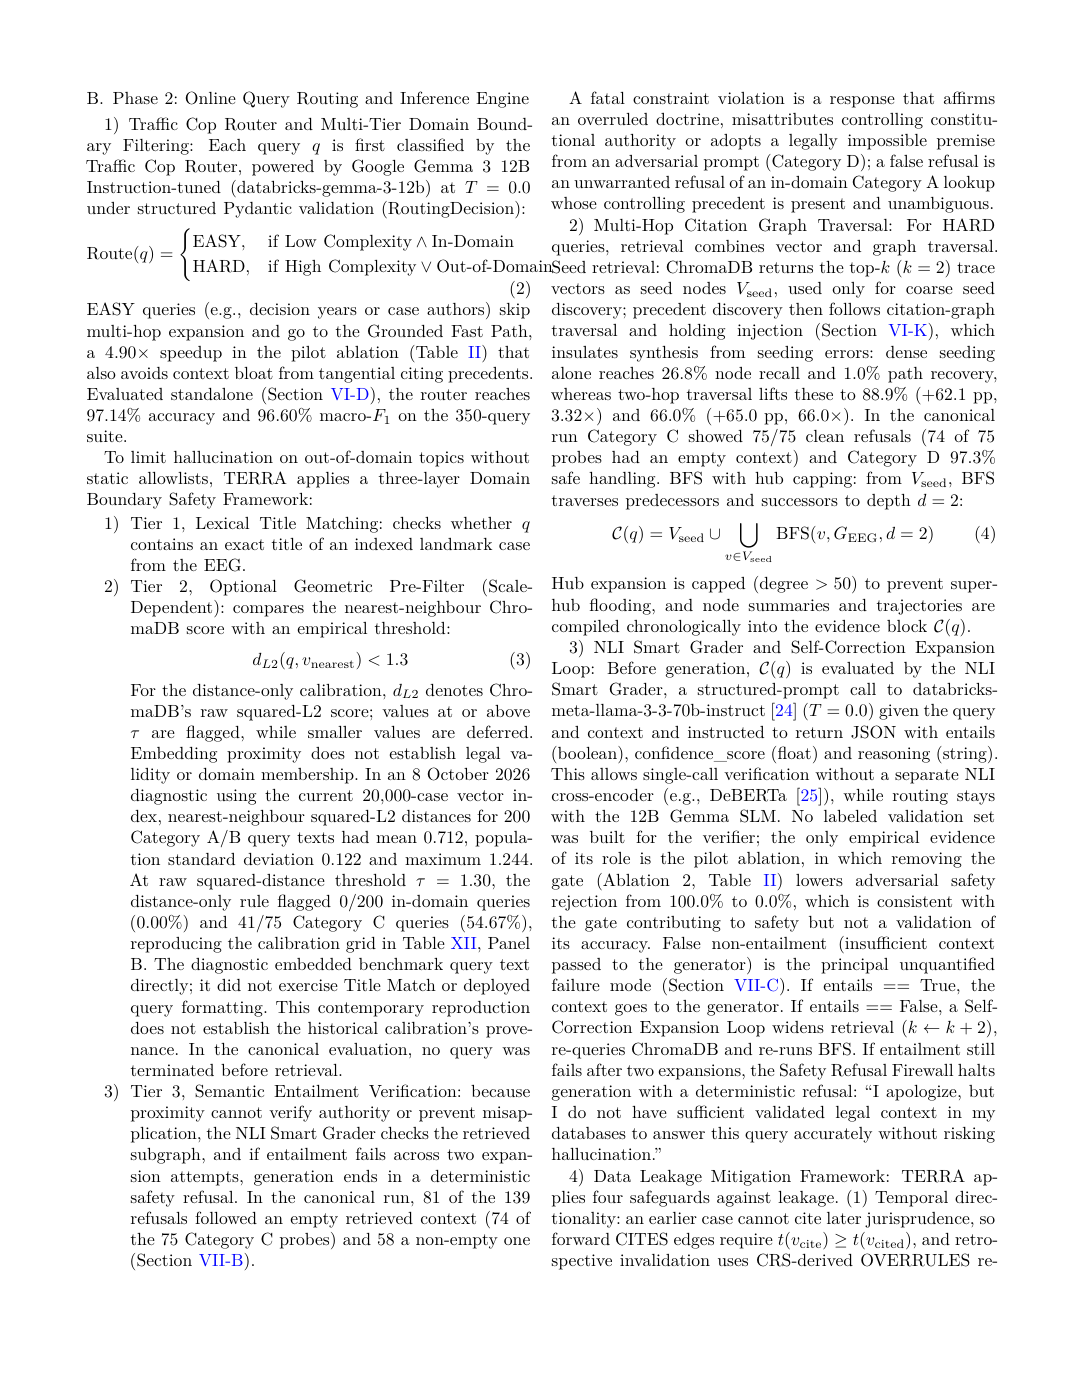 B. Phase 2: Online Query Routing and Inference Engine
1) Traffic Cop Router and Multi-Tier Domain Bound-
ary Filtering: Each query q is first classified by the
Traffic Cop Router, powered by Google Gemma 3 12B
Instruction-tuned (databricks-gemma-3-12b) at T = 0.0
under structured Pydantic validation (RoutingDecision):
Route(q) = { EASY, if Low Complexity ∧ In-Domain
HARD, if High Complexity ∨ Out-of-Domain
(2)
EASY queries (e.g., decision years or case authors) skip
multi-hop expansion and go to the Grounded Fast Path,
a 4.90× speedup in the pilot ablation (Table II) that
also avoids context bloat from tangential citing precedents.
Evaluated standalone (Section VI-D), the router reaches
97.14% accuracy and 96.60% macro-F₁ on the 350-query
suite.
To limit hallucination on out-of-domain topics without
static allowlists, TERRA applies a three-layer Domain
Boundary Safety Framework:
1) Tier 1, Lexical Title Matching: checks whether q
contains an exact title of an indexed landmark case
from the EEG.
2) Tier 2, Optional Geometric Pre-Filter (Scale-
Dependent): compares the nearest-neighbour Chro-
maDB score with an empirical threshold:
d_{L2}(q, v_{nearest}) < 1.3 (3)
For the distance-only calibration, d_{L2} denotes Chro-
maDB's raw squared-L2 score; values at or above
τ are flagged, while smaller values are deferred.
Embedding proximity does not establish legal va-
lidity or domain membership. In an 8 October 2026
diagnostic using the current 20,000-case vector in-
dex, nearest-neighbour squared-L2 distances for 200
Category A/B query texts had mean 0.712, popula-
tion standard deviation 0.122 and maximum 1.244.
At raw squared-distance threshold τ = 1.30, the
distance-only rule flagged 0/200 in-domain queries
(0.00%) and 41/75 Category C queries (54.67%),
reproducing the calibration grid in Table XII, Panel
B. The diagnostic embedded benchmark query text
directly; it did not exercise Title Match or deployed
query formatting. This contemporary reproduction
does not establish the historical calibration's prove-
nance. In the canonical evaluation, no query was
terminated before retrieval.
3) Tier 3, Semantic Entailment Verification: because
proximity cannot verify authority or prevent misap-
plication, the NLI Smart Grader checks the retrieved
subgraph, and if entailment fails across two expan-
sion attempts, generation ends in a deterministic
safety refusal. In the canonical run, 81 of the 139
refusals followed an empty retrieved context (74 of
the 75 Category C probes) and 58 a non-empty one
(Section VII-B).
A fatal constraint violation is a response that affirms
an overruled doctrine, misattributes controlling constitu-
tional authority or adopts a legally impossible premise
from an adversarial prompt (Category D); a false refusal is
an unwarranted refusal of an in-domain Category A lookup
whose controlling precedent is present and unambiguous.
2) Multi-Hop Citation Graph Traversal: For HARD
queries, retrieval combines vector and graph traversal.
Seed retrieval: ChromaDB returns the top-k (k = 2) trace
vectors as seed nodes V_{seed}, used only for coarse seed
discovery; precedent discovery then follows citation-graph
traversal and holding injection (Section VI-K), which
insulates synthesis from seeding errors: dense seeding
alone reaches 26.8% node recall and 1.0% path recovery,
whereas two-hop traversal lifts these to 88.9% (+62.1 pp,
3.32×) and 66.0% (+65.0 pp, 66.0×). In the canonical
run Category C showed 75/75 clean refusals (74 of 75
probes had an empty context) and Category D 97.3%
safe handling. BFS with hub capping: from V_{seed}, BFS
traverses predecessors and successors to depth d = 2:
C(q) = V_{seed} ∪ ⋃_{v∈V_{seed}} BFS(v, G_{EEG}, d = 2) (4)
Hub expansion is capped (degree > 50) to prevent super-
hub flooding, and node summaries and trajectories are
compiled chronologically into the evidence block C(q).
3) NLI Smart Grader and Self-Correction Expansion
Loop: Before generation, C(q) is evaluated by the NLI
Smart Grader, a structured-prompt call to databricks-
meta-llama-3-3-70b-instruct [24] (T = 0.0) given the query
and context and instructed to return JSON with entails
(boolean), confidence_score (float) and reasoning (string).
This allows single-call verification without a separate NLI
cross-encoder (e.g., DeBERTa [25]), while routing stays
with the 12B Gemma SLM. No labeled validation set
was built for the verifier; the only empirical evidence
of its role is the pilot ablation, in which removing the
gate (Ablation 2, Table II) lowers adversarial safety
rejection from 100.0% to 0.0%, which is consistent with
the gate contributing to safety but not a validation of
its accuracy. False non-entailment (insufficient context
passed to the generator) is the principal unquantified
failure mode (Section VII-C). If entails == True, the
context goes to the generator. If entails == False, a Self-
Correction Expansion Loop widens retrieval (k ← k + 2),
re-queries ChromaDB and re-runs BFS. If entailment still
fails after two expansions, the Safety Refusal Firewall halts
generation with a deterministic refusal: “I apologize, but
I do not have sufficient validated legal context in my
databases to answer this query accurately without risking
hallucination.”
4) Data Leakage Mitigation Framework: TERRA ap-
plies four safeguards against leakage. (1) Temporal direc-
tionality: an earlier case cannot cite later jurisprudence, so
forward CITES edges require t(v_{cite}) ≥ t(v_{cited}), and retro-
spective invalidation uses CRS-derived OVERRULES re-